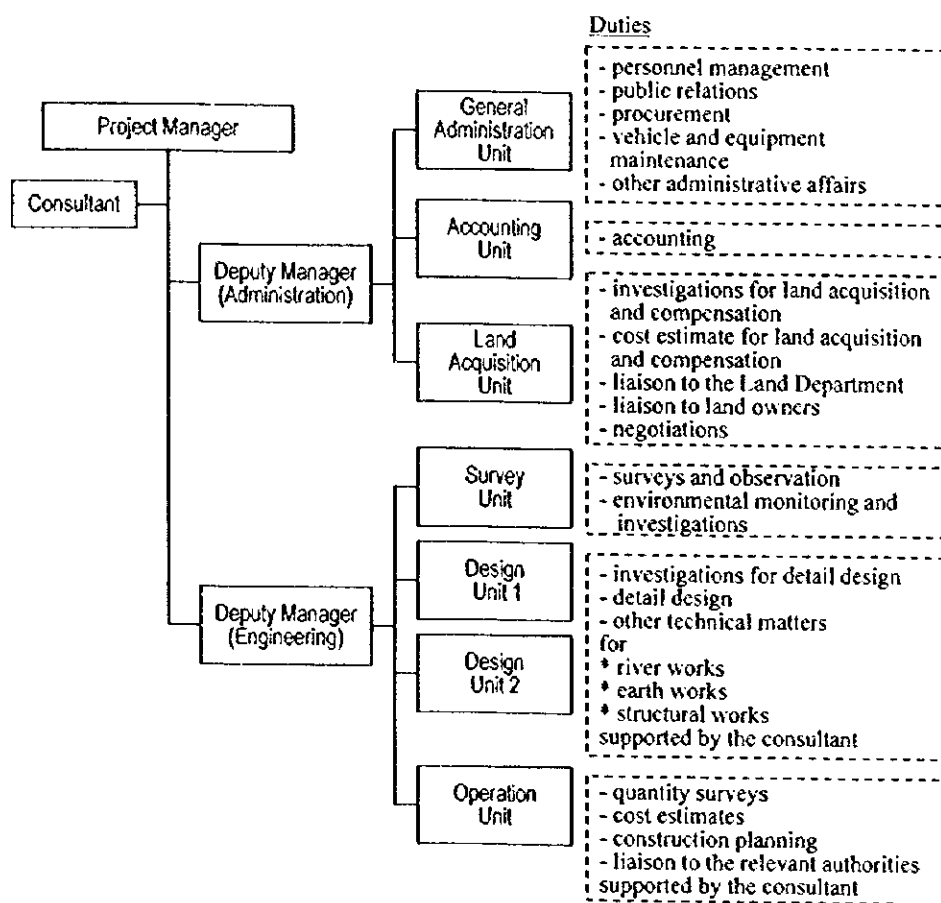 Duties
Project Manager
Consultant
Deputy Manager
(Administration)
General
Administration
Unit
- personnel management
- public relations
- procurement
- vehicle and equipment
maintenance
- other administrative affairs
Accounting
Unit
- accounting
Land
Acquisition
Unit
- investigations for land acquisition
and compensation
- cost estimate for land acquisition
and compensation
- liaison to the Land Department
- liaison to land owners
- negotiations
Deputy Manager
(Engineering)
Survey
Unit
- surveys and observation
- environmental monitoring and
investigations
Design
Unit 1
Design
Unit 2
- investigations for detail design
- detail design
- other technical matters
for
* river works
* earth works
* structural works
supported by the consultant
Operation
Unit
- quantity surveys
- cost estimates
- construction planning
- liaison to the relevant authorities
supported by the consultant